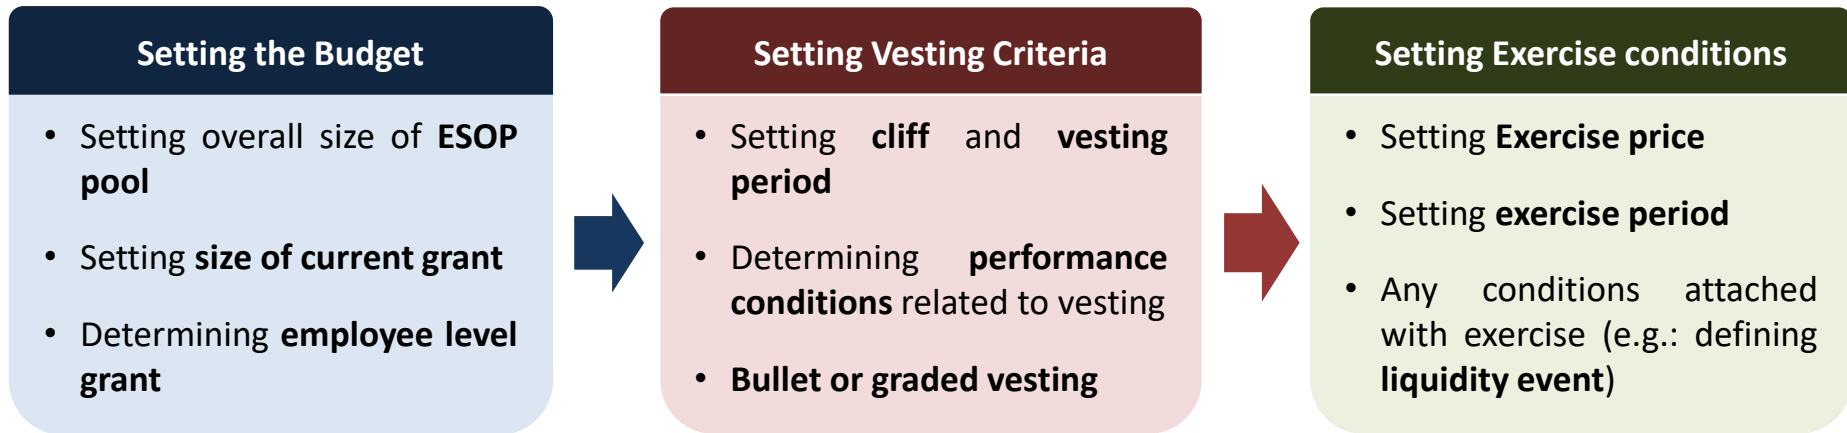 Setting the Budget
• Setting overall size of ESOP
pool
• Setting size of current grant
• Determining employee level
grant
Setting Vesting Criteria
• Setting cliff and vesting
period
• Determining performance
conditions related to vesting
• Bullet or graded vesting
Setting Exercise conditions
• Setting Exercise price
• Setting exercise period
• Any conditions attached
with exercise (e.g.: defining
liquidity event)